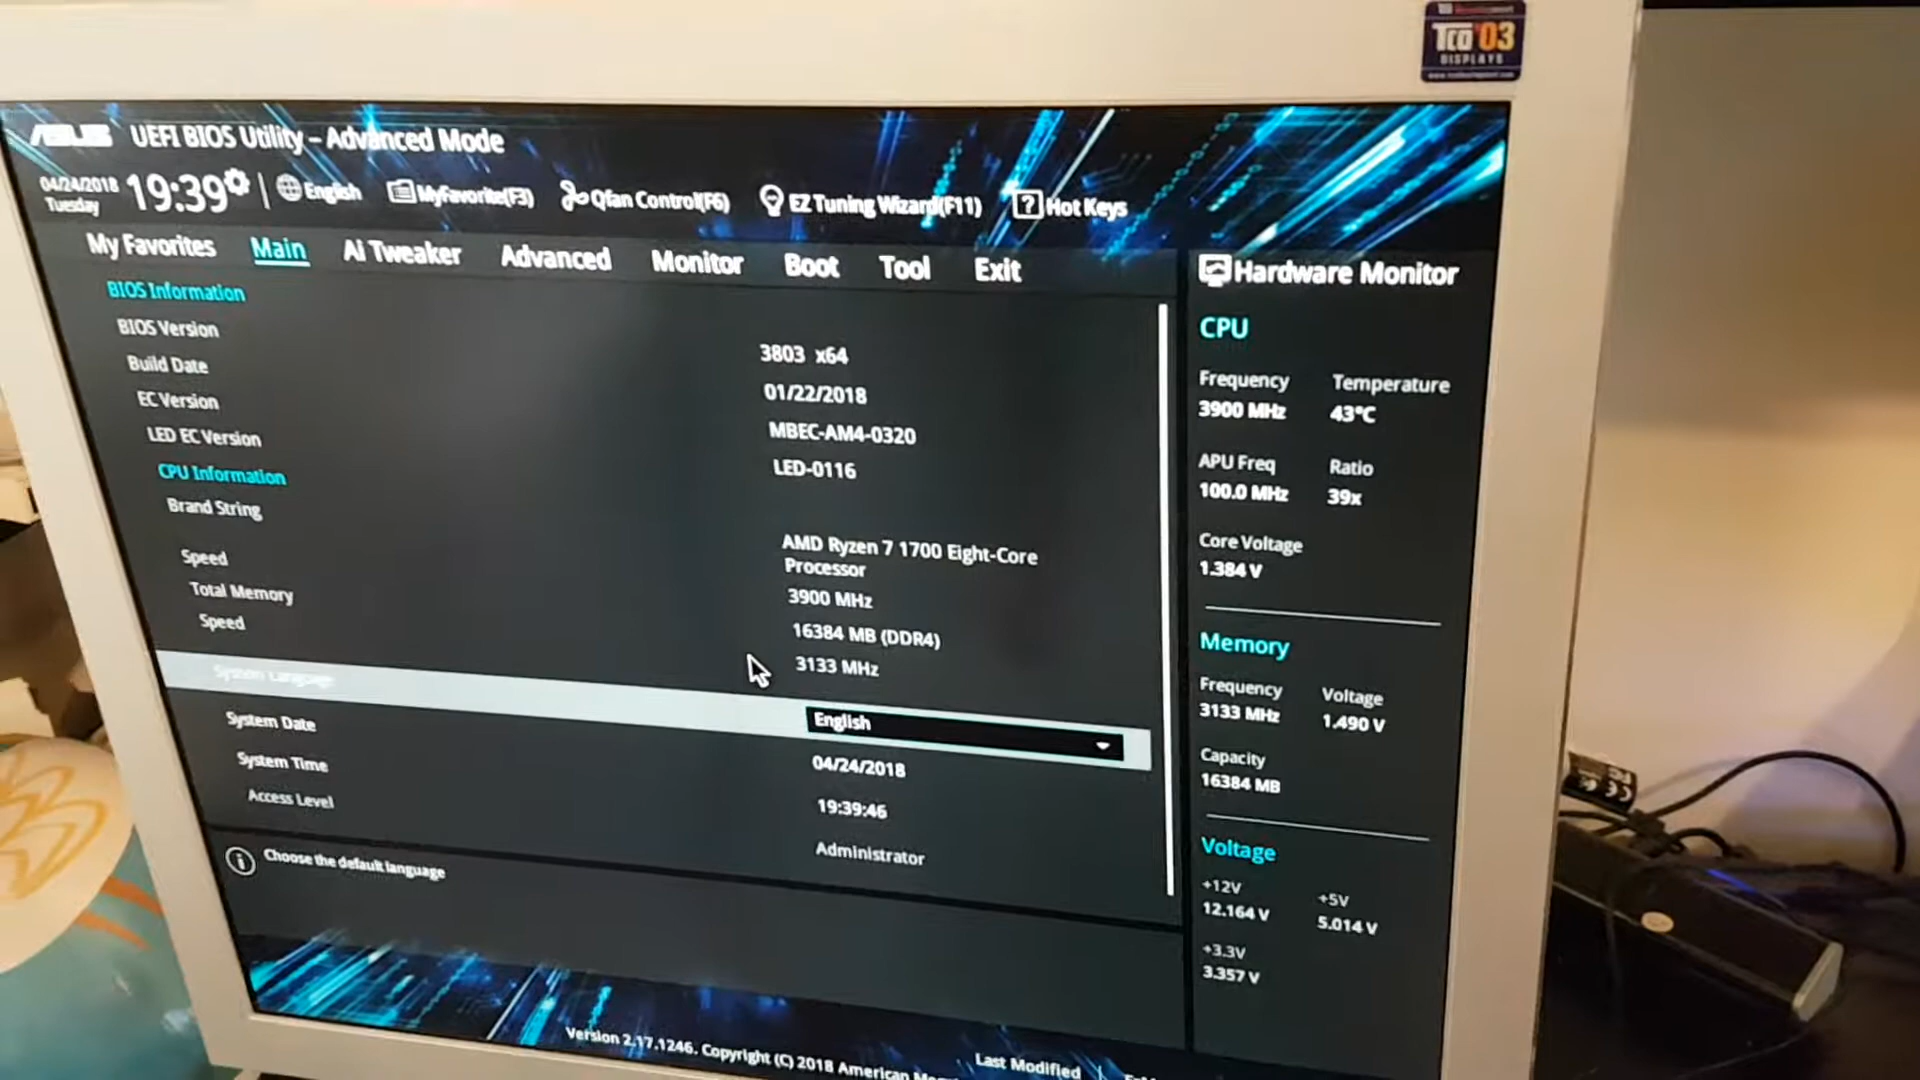 TCO'03
DISPLAYS
ASUS UEFI BIOS Utility – Advanced Mode
04/24/2018
Tuesday
19:39
English
MyFavorite(F3)
Qfan Control(F6)
EZ Tuning Wizard(F11)
? Hot Keys
My Favorites
Main
Ai Tweaker
Advanced
Monitor
Boot
Tool
Exit
BIOS Information
BIOS Version
3803 x64
Build Date
01/22/2018
EC Version
MBEC-AM4-0320
LED EC Version
LED-0116
CPU Information
Brand String
AMD Ryzen 7 1700 Eight-Core
Processor
Speed
3900 MHz
Total Memory
16384 MB (DDR4)
Speed
3133 MHz
System Language
English
System Date
04/24/2018
System Time
19:39:46
Access Level
Administrator
Choose the default language
Hardware Monitor
CPU
Frequency Temperature
3900 MHz 43°C
APU Freq Ratio
100.0 MHz 39x
Core Voltage
1.384 V
Memory
Frequency Voltage
3133 MHz 1.490 V
Capacity
16384 MB
Voltage
+12V +5V
12.164 V 5.014 V
+3.3V
3.357 V
Version 2.17.1246. Copyright (C) 2018 American
Last Modified